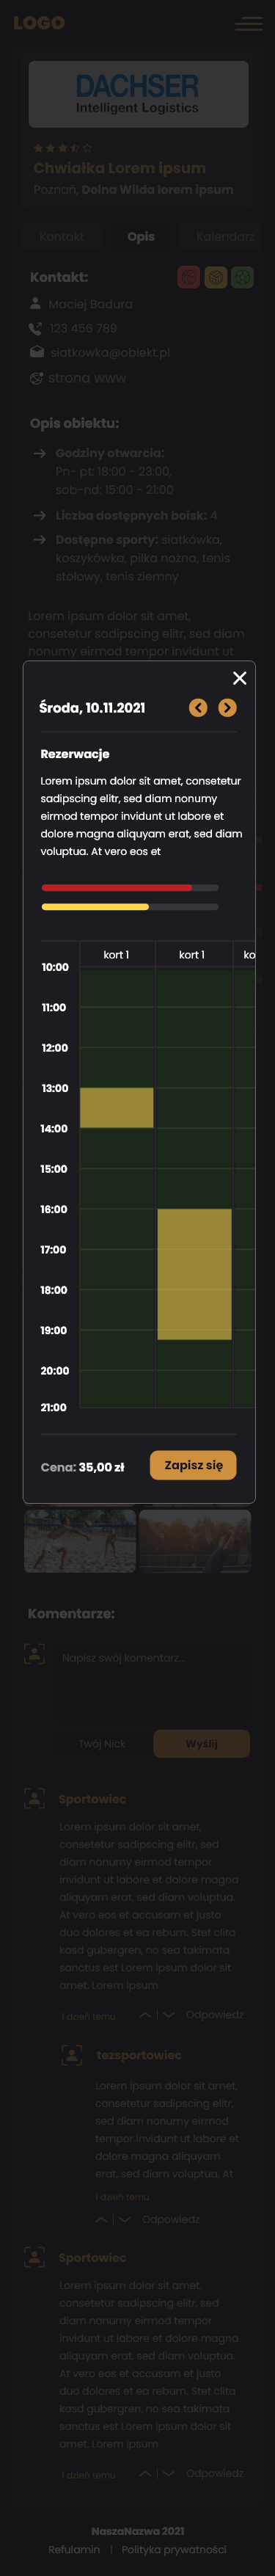 LOGO
DACHSER
Intelligent Logistics
Chwiałka Lorem ipsum
Poznań, Dolna Wilda lorem ipsum
Kontakt Opis Kalendarz
Kontakt:
Maciej Badura
123 456 789
siatkowka@obiekt.pl
strona www
Opis obiektu:
Godziny otwarcia:
Pn- pt: 18:00 - 23:00,
sob-nd: 15:00 - 21:00
Liczba dostępnych boisk: 4
Dostępne sporty: siatkówka,
koszykówka, piłka nożna, tenis
stołowy, tenis ziemny
Lorem ipsum dolor sit amet,
consetetur sadipscing elitr, sed diam
nonumy eirmod tempor invidunt ut
Środa, 10.11.2021
Rezerwacje
Lorem ipsum dolor sit amet, consetetur
sadipscing elitr, sed diam nonumy
eirmod tempor invidunt ut labore et
dolore magna aliquyam erat, sed diam
voluptua. At vero eos et
kort 1 kort 1 ko
10:00
11:00
12:00
13:00
14:00
15:00
16:00
17:00
18:00
19:00
20:00
21:00
Cena: 35,00 zł Zapisz się
Komentarze:
Napisz swój komentarz...
Twój Nick Wyślij
Sportowiec
Lorem ipsum dolor sit amet,
consetetur sadipscing elitr, sed
diam nonumy eirmod tempor
invidunt ut labore et dolore magna
aliquyam erat, sed diam voluptua.
At vero eos et accusam et justo
duo dolores et ea rebum. Stet clita
kasd gubergren, no sea takimata
sanctus est Lorem ipsum dolor sit
amet. Lorem ipsum
1 dzień temu | Odpowiedz
tezsportowiec
Lorem ipsum dolor sit amet,
consetetur sadipscing elitr,
sed diam nonumy eirmod
tempor invidunt ut labore et
dolore magna aliquyam
erat, sed diam voluptua. At
1 dzień temu
| Odpowiedz
Sportowiec
Lorem ipsum dolor sit amet,
consetetur sadipscing elitr, sed
diam nonumy eirmod tempor
invidunt ut labore et dolore magna
aliquyam erat, sed diam voluptua.
At vero eos et accusam et justo
duo dolores et ea rebum. Stet clita
kasd gubergren, no sea takimata
sanctus est Lorem ipsum dolor sit
amet. Lorem ipsum
1 dzień temu | Odpowiedz
NaszaNazwa 2021
Refulamin | Polityka prywatności